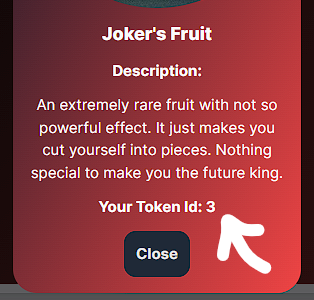 Joker's Fruit
Description:
An extremely rare fruit with not so
powerful effect. It just makes you
cut yourself into pieces. Nothing
special to make you the future king.
Your Token Id: 3
Close